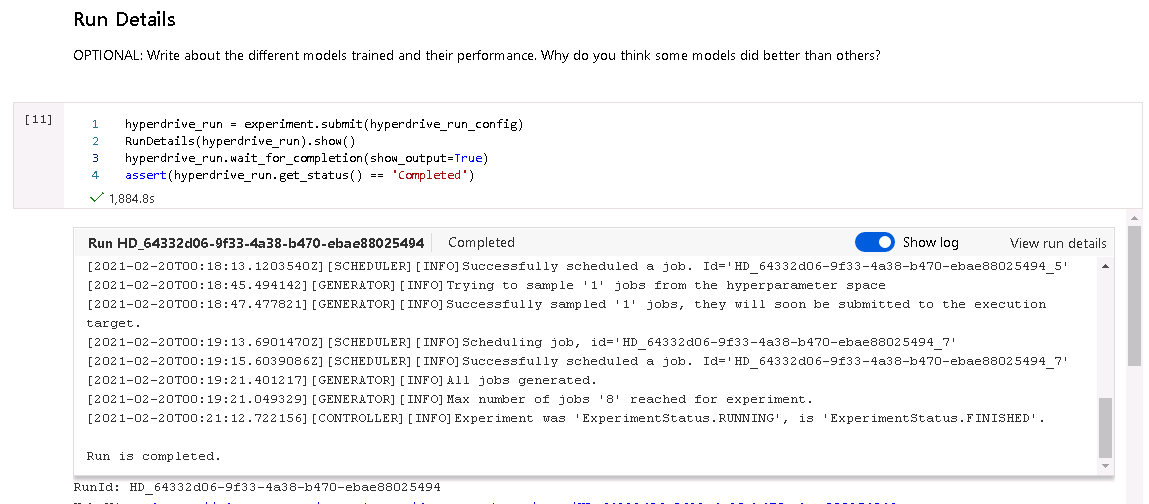 Run Details
OPTIONAL: Write about the different models trained and their performance. Why do you think some models did better than others?
[11]
1 hyperdrive_run = experiment.submit(hyperdrive_run_config)
2 RunDetails(hyperdrive_run).show()
3 hyperdrive_run.wait_for_completion(show_output=True)
4 assert(hyperdrive_run.get_status() == 'Completed')
1,884.8s
Run HD_64332d06-9f33-4a38-b470-ebae88025494 Completed Show log View run details
[2021-02-20T00:18:13.1203540Z][SCHEDULER][INFO]Successfully scheduled a job. Id='HD_64332d06-9f33-4a38-b470-ebae88025494_5'
[2021-02-20T00:18:45.494142][GENERATOR][INFO]Trying to sample '1' jobs from the hyperparameter space
[2021-02-20T00:18:47.477821][GENERATOR][INFO]Successfully sampled '1' jobs, they will soon be submitted to the execution
target.
[2021-02-20T00:19:13.6901470Z][SCHEDULER][INFO]Scheduling job, id='HD_64332d06-9f33-4a38-b470-ebae88025494_7'
[2021-02-20T00:19:15.6039086Z][SCHEDULER][INFO]Successfully scheduled a job. Id='HD_64332d06-9f33-4a38-b470-ebae88025494_7'
[2021-02-20T00:19:21.401217][GENERATOR][INFO]All jobs generated.
[2021-02-20T00:19:21.049329][GENERATOR][INFO]Max number of jobs '8' reached for experiment.
[2021-02-20T00:21:12.722156][CONTROLLER][INFO]Experiment was 'ExperimentStatus.RUNNING', is 'ExperimentStatus.FINISHED'.
Run is completed.
RunId: HD_64332d06-9f33-4a38-b470-ebae88025494